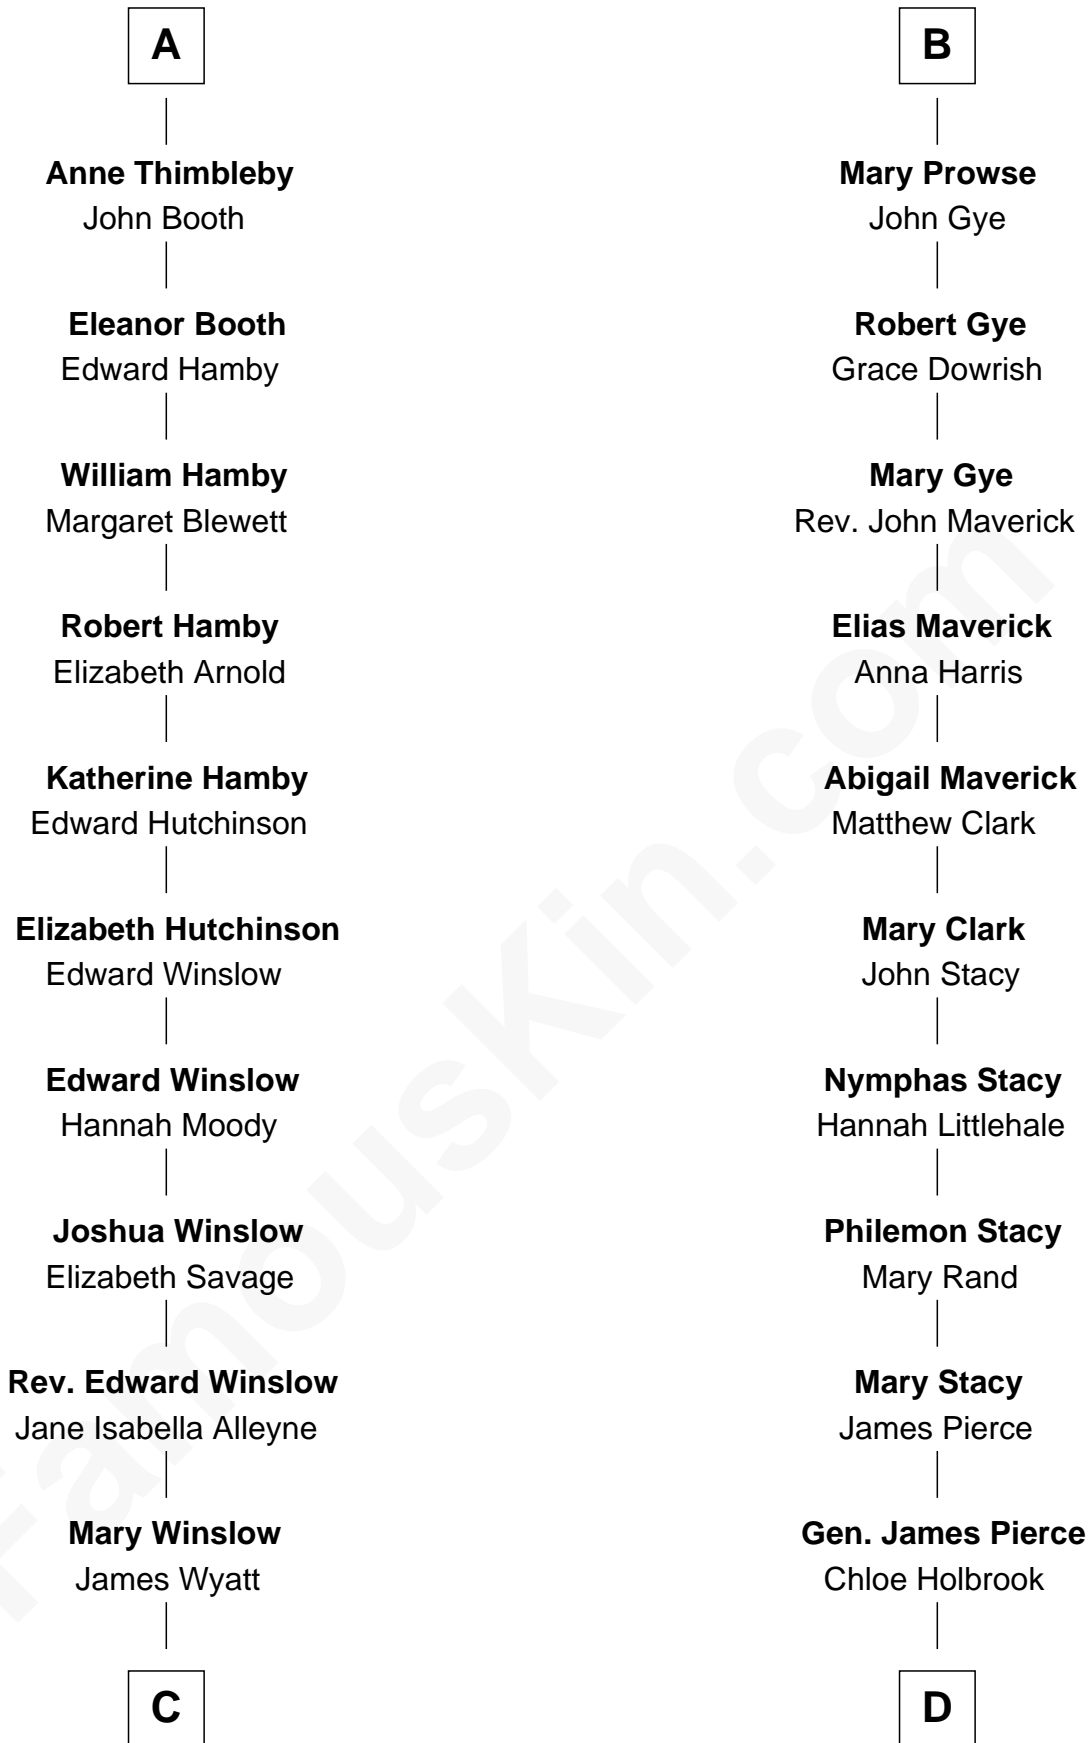 A
Anne Thimbleby
John Booth
Eleanor Booth
Edward Hamby
William Hamby
Margaret Blewett
Robert Hamby
Elizabeth Arnold
Katherine Hamby
Edward Hutchinson
Elizabeth Hutchinson
Edward Winslow
Edward Winslow
Hannah Moody
Joshua Winslow
Elizabeth Savage
Rev. Edward Winslow
Jane Isabella Alleyne
Mary Winslow
James Wyatt
C
B
Mary Prowse
John Gye
Robert Gye
Grace Dowrish
Mary Gye
Rev. John Maverick
Elias Maverick
Anna Harris
Abigail Maverick
Matthew Clark
Mary Clark
John Stacy
Nymphas Stacy
Hannah Littlehale
Philemon Stacy
Mary Rand
Mary Stacy
James Pierce
Gen. James Pierce
Chloe Holbrook
D
FamousKin.com